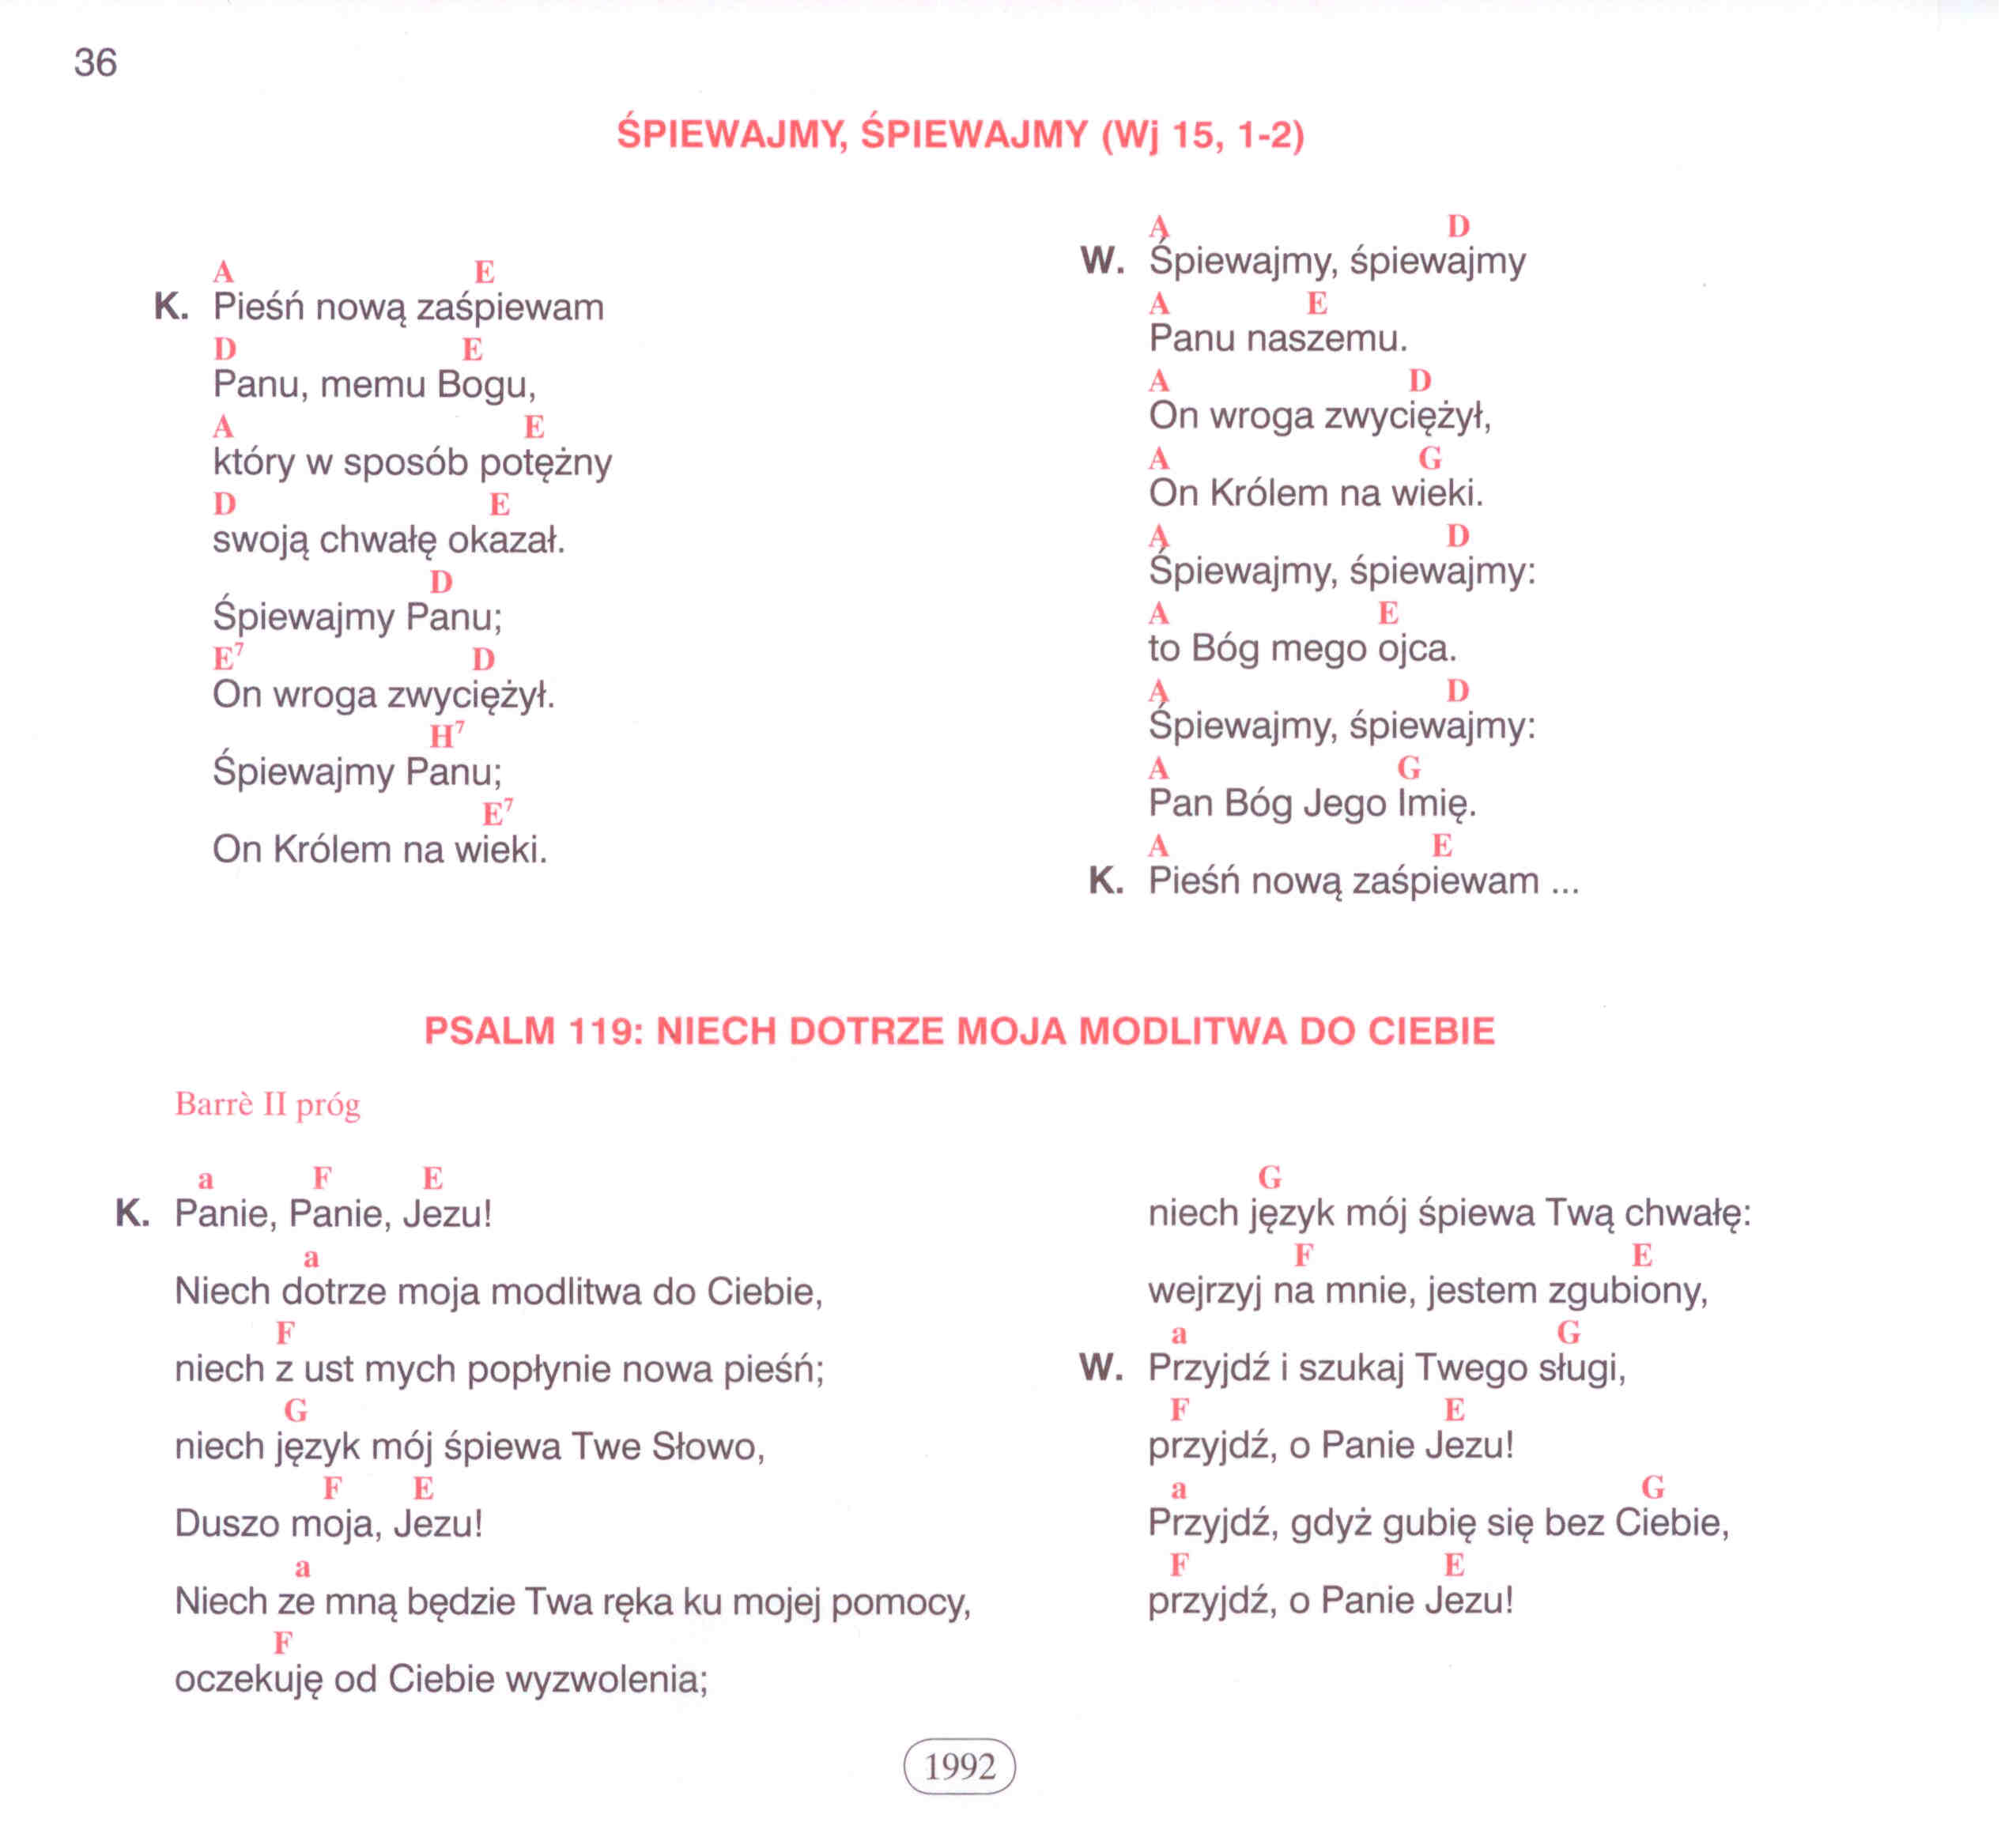 36
ŚPIEWAJMY, ŚPIEWAJMY (Wj 15, 1-2)
A E
K. Pieśń nową zaśpiewam
D E
Panu, memu Bogu,
A E
który w sposób potężny
D E
swoją chwałę okazał.
D
Śpiewajmy Panu;
E7 D
On wroga zwyciężył.
H7
Śpiewajmy Panu;
E7
On Królem na wieki.
A D
W. Śpiewajmy, śpiewajmy
A E
Panu naszemu.
A D
On wroga zwyciężył,
A G
On Królem na wieki.
A D
Śpiewajmy, śpiewajmy:
A E
to Bóg mego ojca.
A D
Śpiewajmy, śpiewajmy:
A G
Pan Bóg Jego Imię.
A E
K. Pieśń nową zaśpiewam ...
PSALM 119: NIECH DOTRZE MOJA MODLITWA DO CIEBIE
Barrè II próg
a F E
K. Panie, Panie, Jezu!
a
Niech dotrze moja modlitwa do Ciebie,
F
niech z ust mych popłynie nowa pieśń;
G
niech język mój śpiewa Twe Słowo,
F E
Duszo moja, Jezu!
a
Niech ze mną będzie Twa ręka ku mojej pomocy,
F
oczekuję od Ciebie wyzwolenia;
G
niech język mój śpiewa Twą chwałę:
F E
wejrzyj na mnie, jestem zgubiony,
a G
W. Przyjdź i szukaj Twego sługi,
F E
przyjdź, o Panie Jezu!
a G
Przyjdź, gdyż gubię się bez Ciebie,
F E
przyjdź, o Panie Jezu!
1992